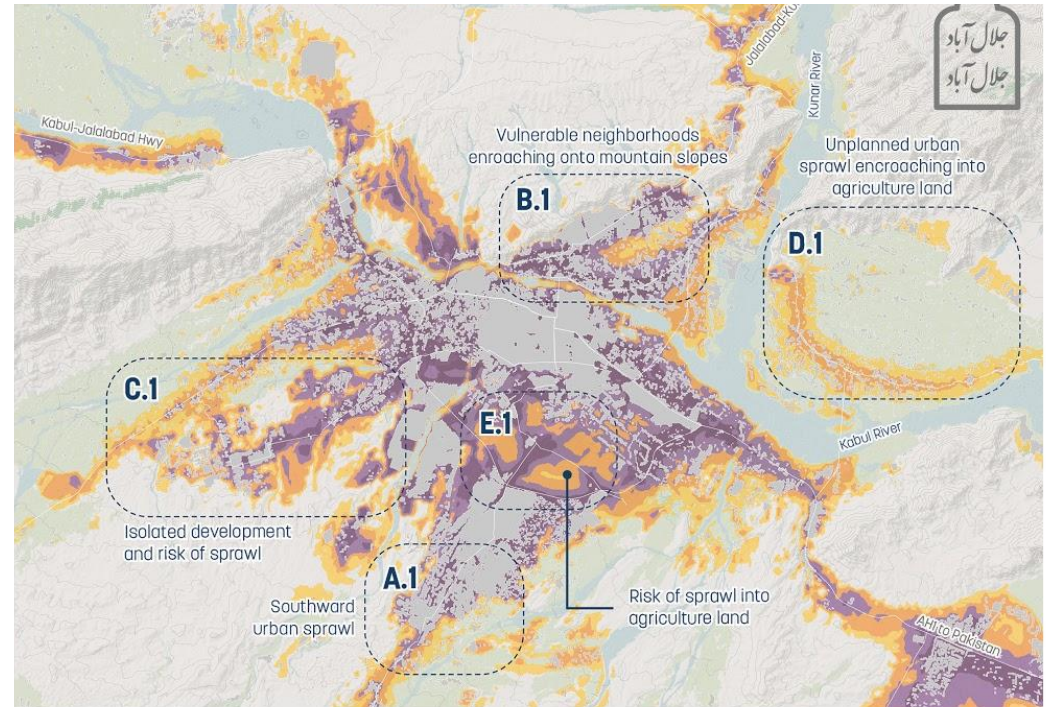 جلال آباد
جلال آباد
Jalalabad-Ku
Kunar River
Kabul-Jalalabad Hwy
Vulnerable neighborhoods
enroaching onto mountain slopes
Unplanned urban
sprawl encroaching into
agriculture land
B.1
D.1
C.1
E.1
Kabul River
Isolated development
and risk of sprawl
A.1
Southward
urban sprawl
Risk of sprawl into
agriculture land
AH1 to Pakistan